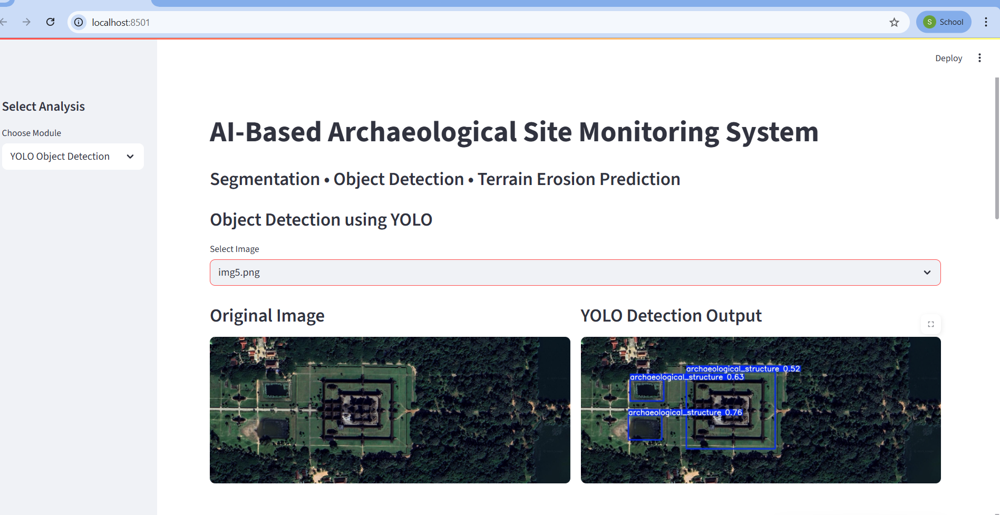 localhost:8501
S School
Deploy
Select Analysis
Choose Module
YOLO Object Detection
AI-Based Archaeological Site Monitoring System
Segmentation • Object Detection • Terrain Erosion Prediction
Object Detection using YOLO
Select Image
img5.png
Original Image
YOLO Detection Output
archaeological_structure 0.52
archaeological_structure 0.63
archaeological_structure 0.76